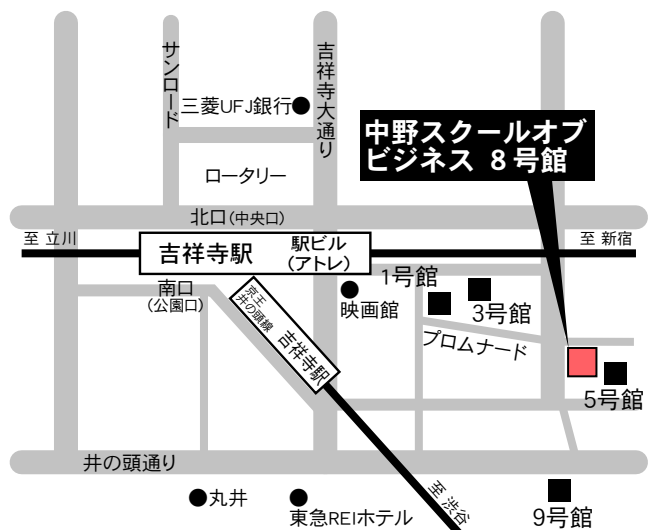 サンロード
吉祥寺大通り
三菱UFJ銀行
中野スクールオブ
ビジネス 8号館
ロータリー
北口(中央口)
至 立川
吉祥寺駅
駅ビル
(アトレ)
至 新宿
南口
(公園口)
京王
井の頭線
吉祥寺駅
映画館
1号館
3号館
プロムナード
5号館
井の頭通り
丸井
東急REIホテル
至 渋谷
9号館